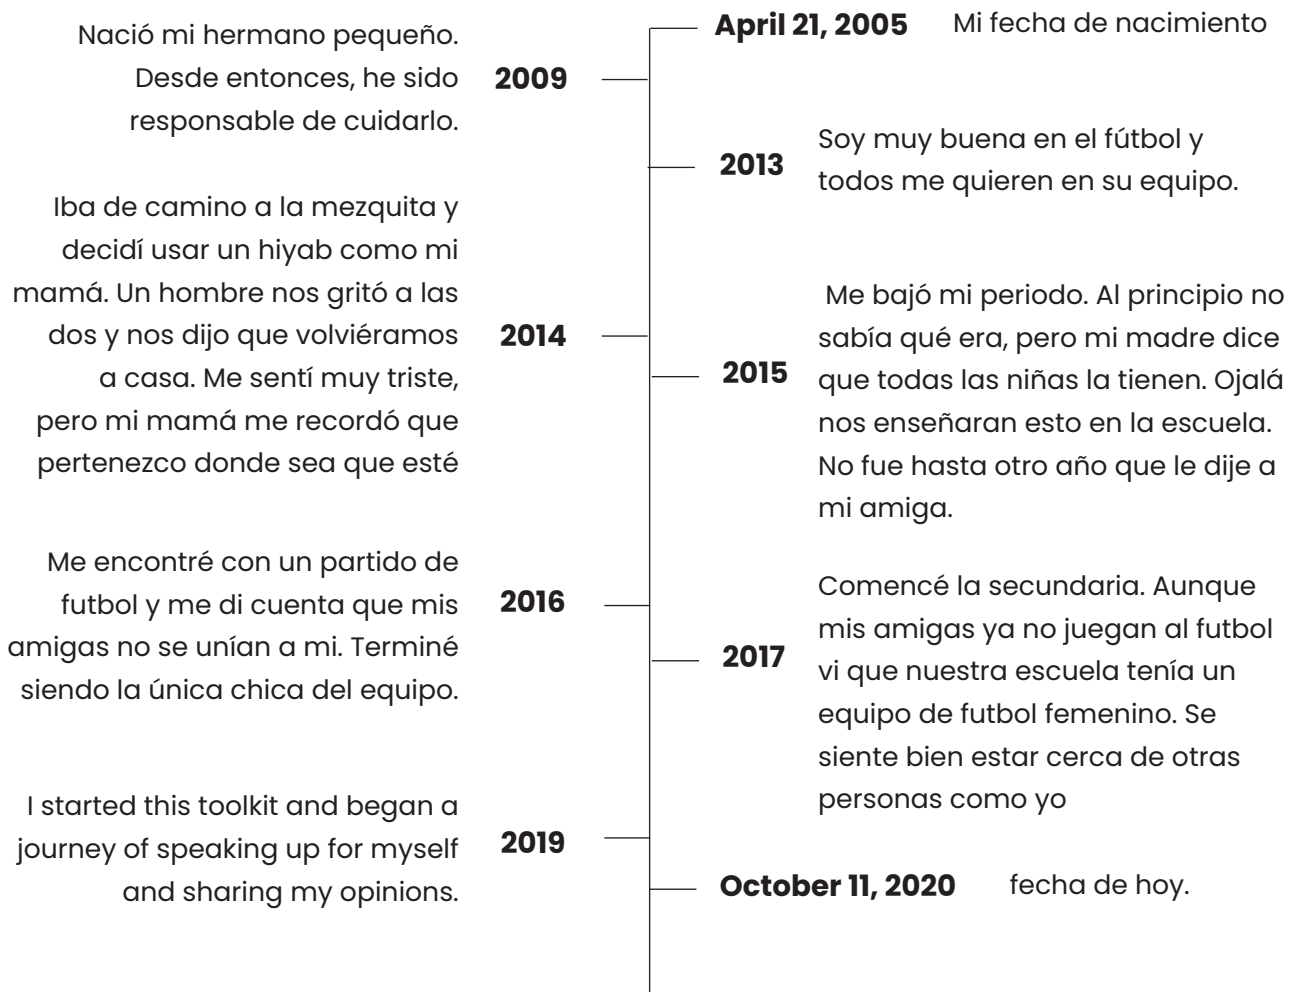 April 21, 2005 Mi fecha de nacimiento
Nació mi hermano pequeño.
Desde entonces, he sido
responsable de cuidarlo.
2009
2013
Soy muy buena en el fútbol y
todos me quieren en su equipo.
Iba de camino a la mezquita y
decidí usar un hiyab como mi
mamá. Un hombre nos gritó a las
dos y nos dijo que volviéramos
a casa. Me sentí muy triste,
pero mi mamá me recordó que
pertenezco donde sea que esté
2014
2015
Me bajó mi periodo. Al principio no
sabía qué era, pero mi madre dice
que todas las niñas la tienen. Ojalá
nos enseñaran esto en la escuela.
No fue hasta otro año que le dije a
mi amiga.
Me encontré con un partido de
futbol y me di cuenta que mis
amigas no se unían a mi. Terminé
siendo la única chica del equipo.
2016
2017
Comencé la secundaria. Aunque
mis amigas ya no juegan al futbol
vi que nuestra escuela tenía un
equipo de futbol femenino. Se
siente bien estar cerca de otras
personas como yo
I started this toolkit and began a
journey of speaking up for myself
and sharing my opinions.
2019
October 11, 2020 fecha de hoy.